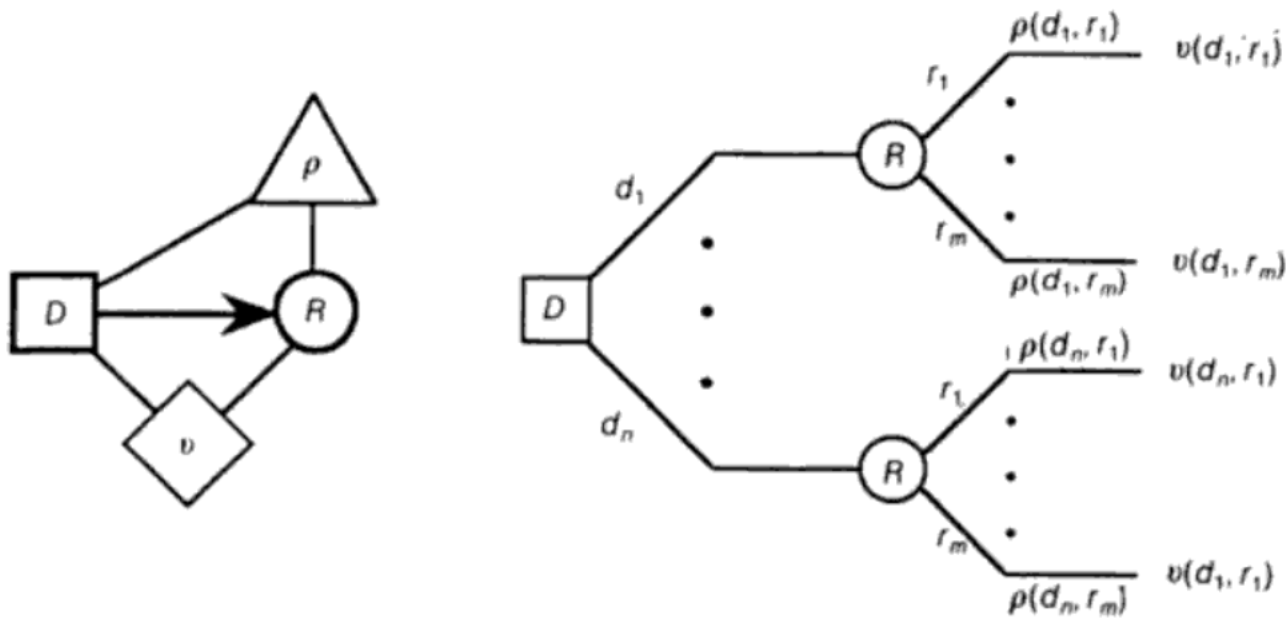 ρ
D
R
υ
D
d₁
dₙ
R
r₁
rₘ
ρ(d₁, r₁)
υ(d₁, r₁)
ρ(d₁, rₘ)
υ(d₁, rₘ)
R
r₁
rₘ
ρ(dₙ, r₁)
υ(dₙ, r₁)
ρ(dₙ, rₘ)
υ(d₁, r₁)